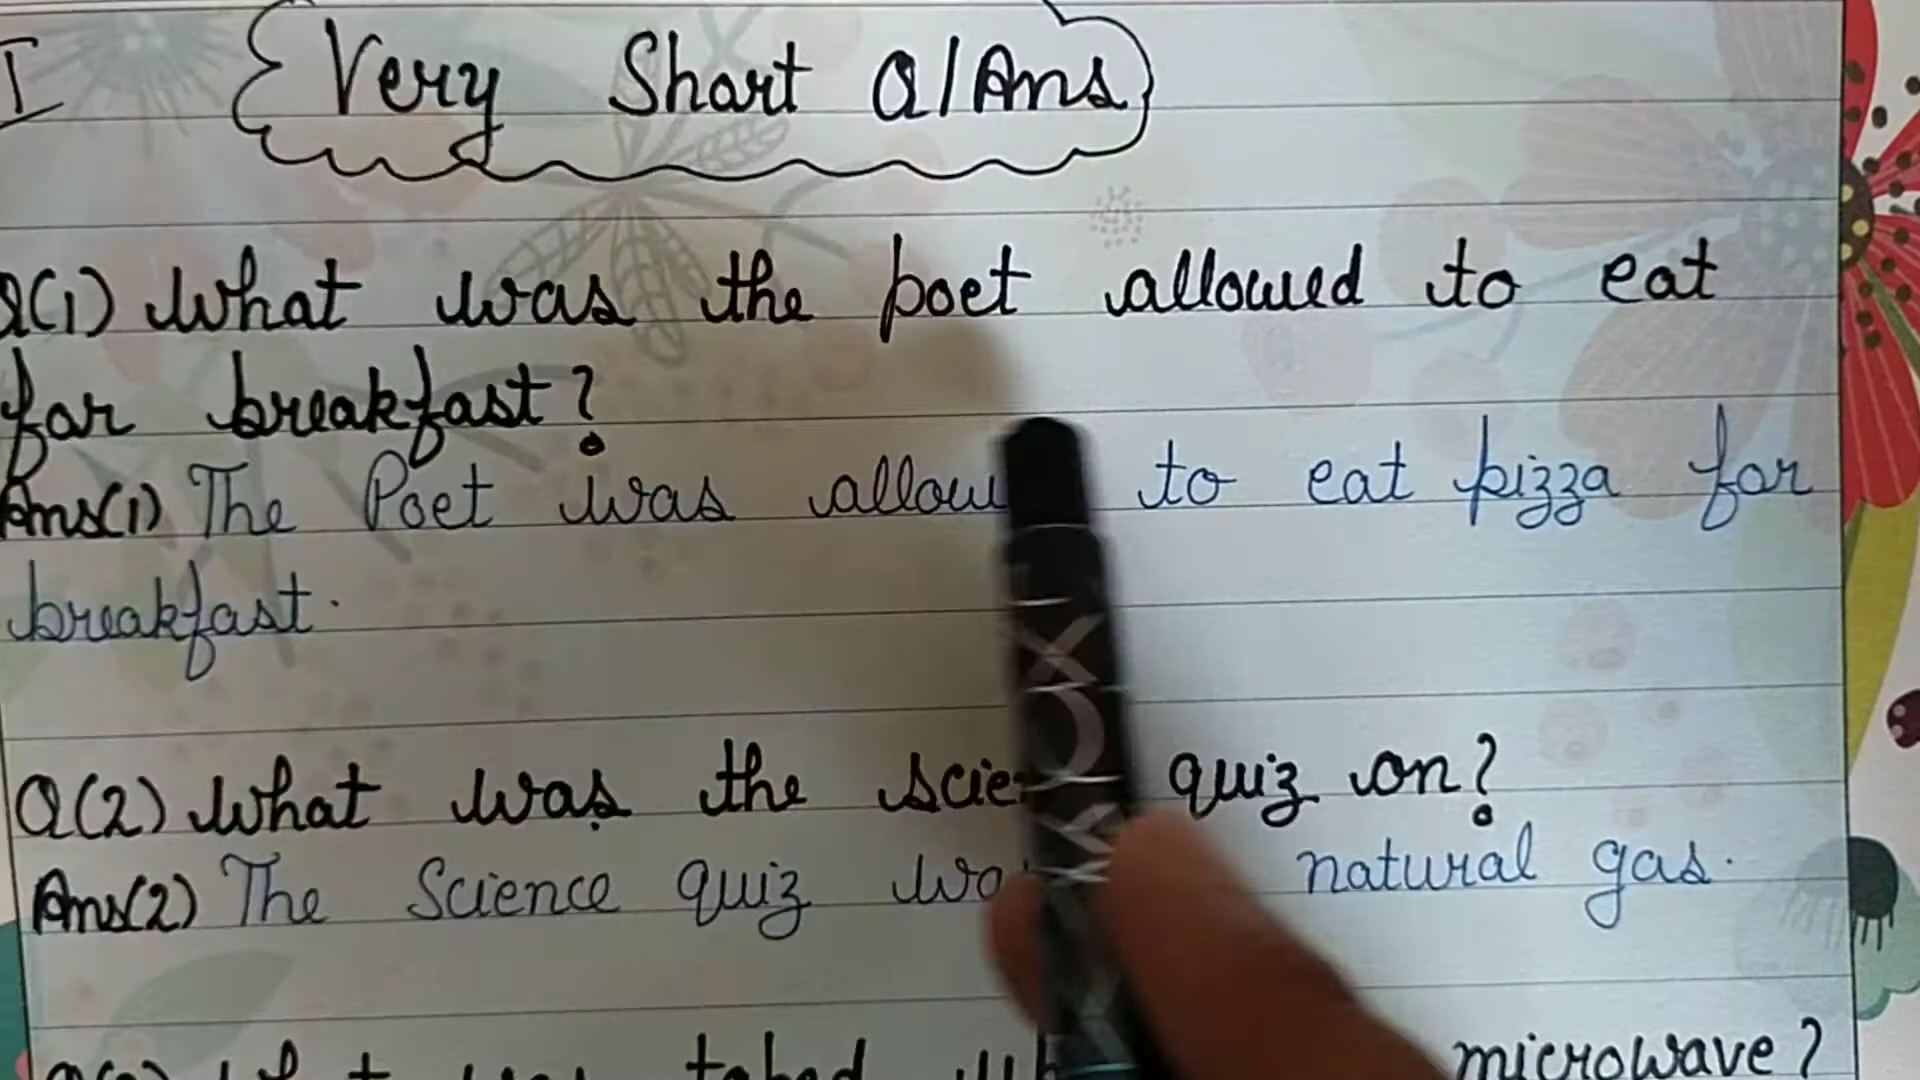 I
Very Short Q/Ans
Q(1) What was the poet allowed to eat
for breakfast?
Ans(1) The Poet was to eat pizza for
breakfast.
Q(2) What was the quiz on?
Ans(2) The Science quiz natural gas.
microwave?